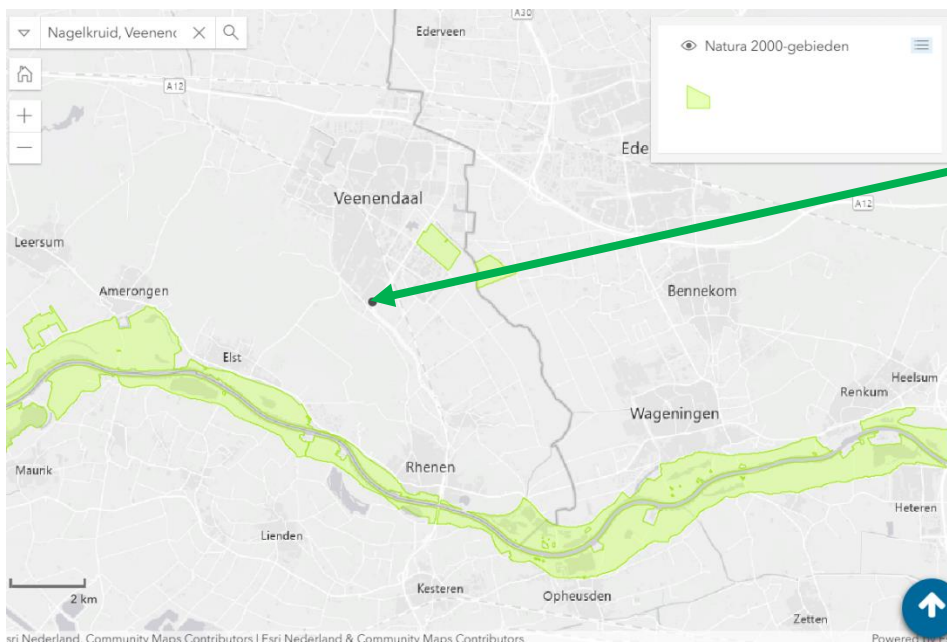 Nagelkruid, Veenend
Natura 2000-gebieden
A30
Ederveen
A12
Ede
Veenendaal
A12
Leersum
Amerongen
Bennekom
Elst
Heelsum
Renkum
Wageningen
Maurik
Rhenen
Heteren
Lienden
Kesteren
Opheusden
2 km
Zetten
sri Nederland, Community Maps Contributors | Esri Nederland & Community Maps Contributors.
Powered by